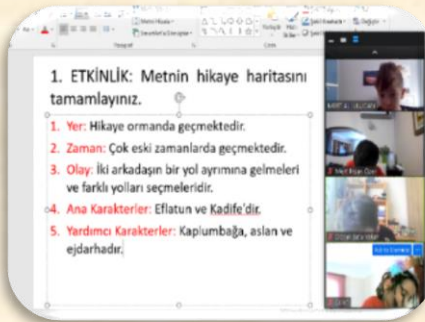 1. ETKİNLİK: Metnin hikaye haritasını
tamamlayınız.
1. Yer: Hikaye ormanda geçmektedir.
2. Zaman: Çok eski zamanlarda geçmektedir.
3. Olay: İki arkadaşın bir yol ayrımına gelmeleri
ve farklı yolları seçmeleridir.
4. Ana Karakterler: Eflatun ve Kadife'dir.
5. Yardımcı Karakterler: Kaplumbağa, aslan ve
ejdarhadır.